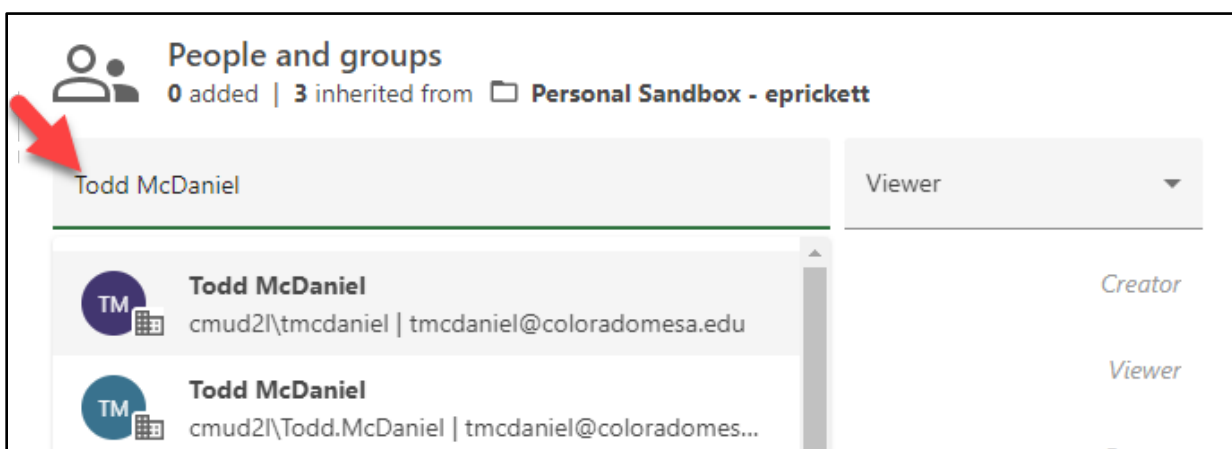 People and groups
0 added | 3 inherited from Personal Sandbox - eprickett
Todd McDaniel
Viewer
TM
Todd McDaniel
cmud2l\tmcdaniel | tmcdaniel@coloradomesa.edu
Creator
Viewer
TM
Todd McDaniel
cmud2l\Todd.McDaniel | tmcdaniel@coloradomes...